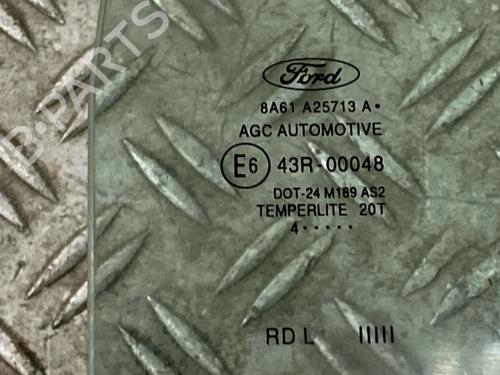 B-PARTS
Ford
8A61 A25713 A•
AGC AUTOMOTIVE
E6 43R-00048
DOT-24 M189 AS2
TEMPERLITE 20T
4 • • • • •
RD L IIIII